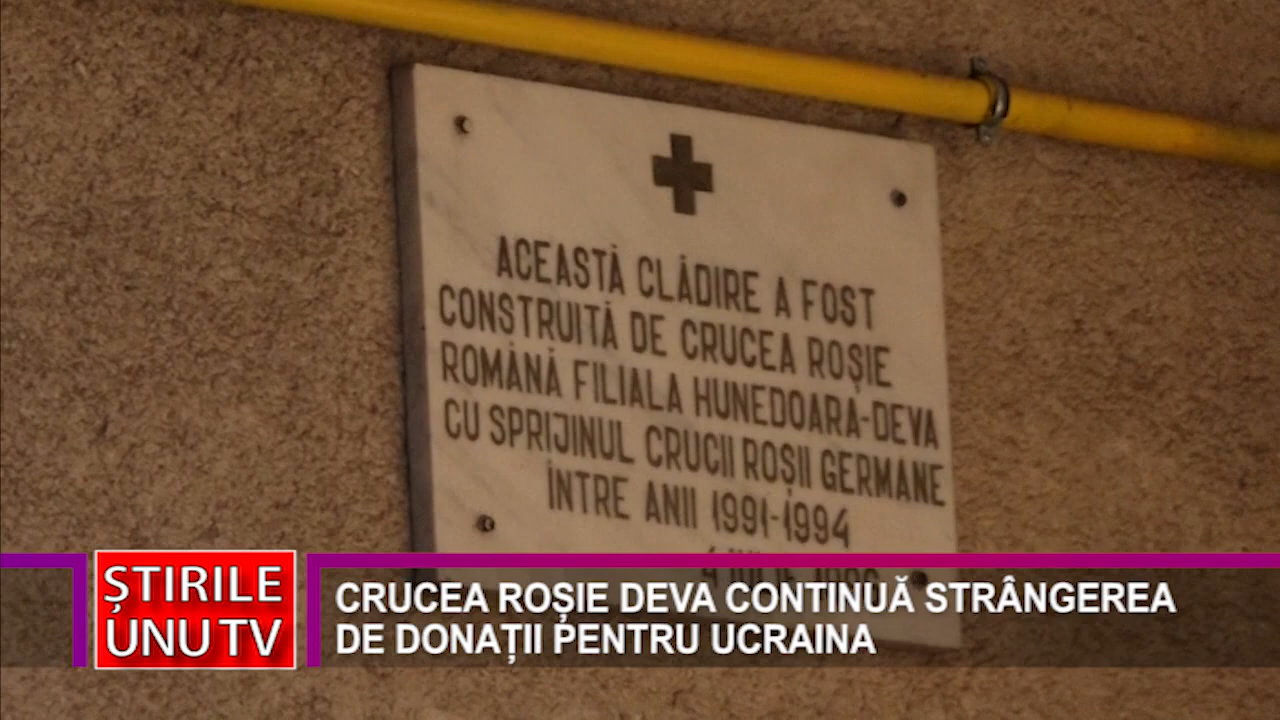 ACEASTĂ CLĂDIRE A FOST
CONSTRUITĂ DE CRUCEA ROȘIE
ROMÂNĂ FILIALA HUNEDOARA-DEVA
CU SPRIJINUL CRUCII ROȘII GERMANE
ÎNTRE ANII 1991-1994
ȘTIRILE
UNU TV
CRUCEA ROȘIE DEVA CONTINUĂ STRÂNGEREA
DE DONAȚII PENTRU UCRAINA